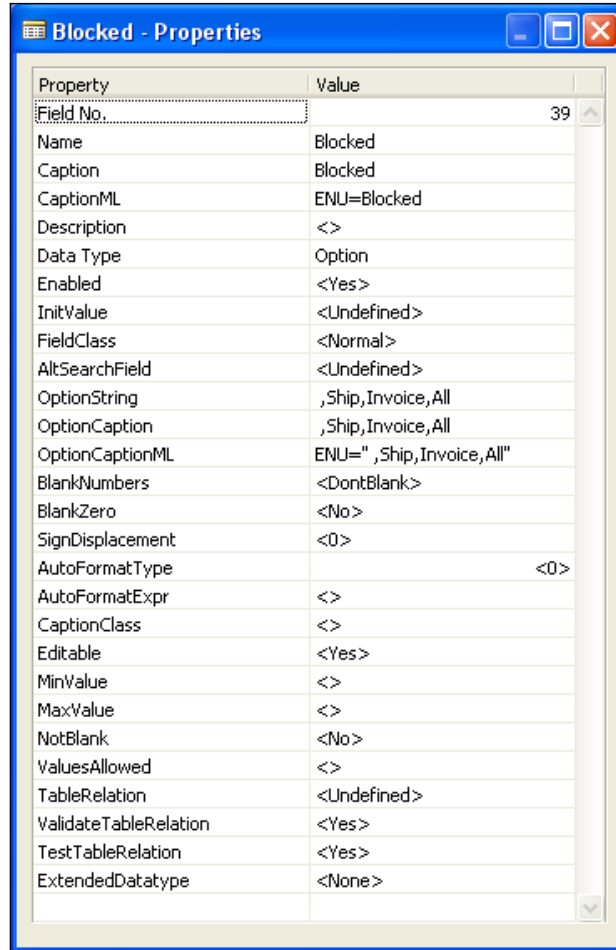 Blocked - Properties
Property Value
Field No. 39
Name Blocked
Caption Blocked
CaptionML ENU=Blocked
Description <>
Data Type Option
Enabled <Yes>
InitValue <Undefined>
FieldClass <Normal>
AltSearchField <Undefined>
OptionString ,Ship,Invoice,All
OptionCaption ,Ship,Invoice,All
OptionCaptionML ENU=" ,Ship,Invoice,All"
BlankNumbers <DontBlank>
BlankZero <No>
SignDisplacement <0>
AutoFormatType <0>
AutoFormatExpr <>
CaptionClass <>
Editable <Yes>
MinValue <>
MaxValue <>
NotBlank <No>
ValuesAllowed <>
TableRelation <Undefined>
ValidateTableRelation <Yes>
TestTableRelation <Yes>
ExtendedDatatype <None>